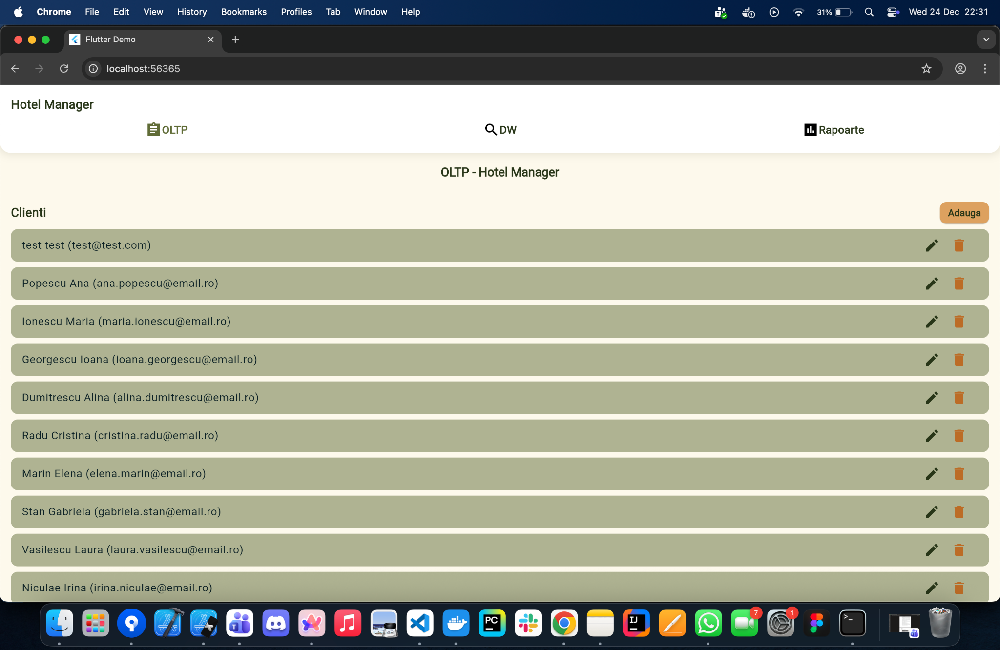 Chrome File Edit View History Bookmarks Profiles Tab Window Help 31% Wed 24 Dec 22:31
Flutter Demo
localhost:56365
Hotel Manager
OLTP DW Rapoarte
OLTP - Hotel Manager
Clienti Adauga
test test (test@test.com)
Popescu Ana (ana.popescu@email.ro)
Ionescu Maria (maria.ionescu@email.ro)
Georgescu Ioana (ioana.georgescu@email.ro)
Dumitrescu Alina (alina.dumitrescu@email.ro)
Radu Cristina (cristina.radu@email.ro)
Marin Elena (elena.marin@email.ro)
Stan Gabriela (gabriela.stan@email.ro)
Vasilescu Laura (laura.vasilescu@email.ro)
Niculae Irina (irina.niculae@email.ro)
T PC IJ 7 1 >_